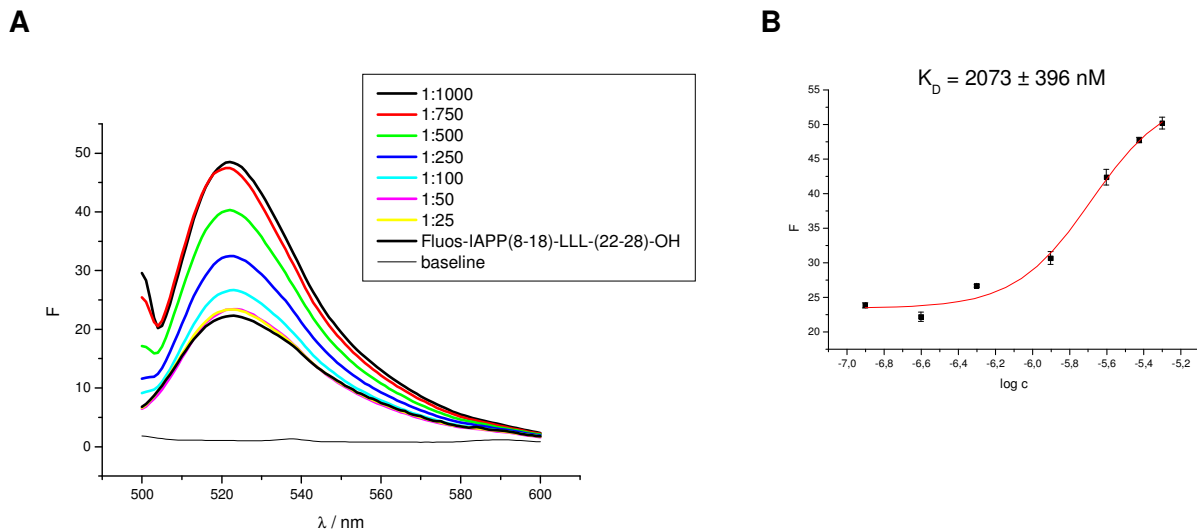 A
1:1000
1:750
1:500
1:250
1:100
1:50
1:25
Fluos-IAPP(8-18)-LLL-(22-28)-OH
baseline
50
40
30
20
10
0
F
500 520 540 560 580 600
λ / nm
B
K_D = 2073 ± 396 nM
55
50
45
40
35
30
25
20
F
-7,0 -6,8 -6,6 -6,4 -6,2 -6,0 -5,8 -5,6 -5,4 -5,2
log c